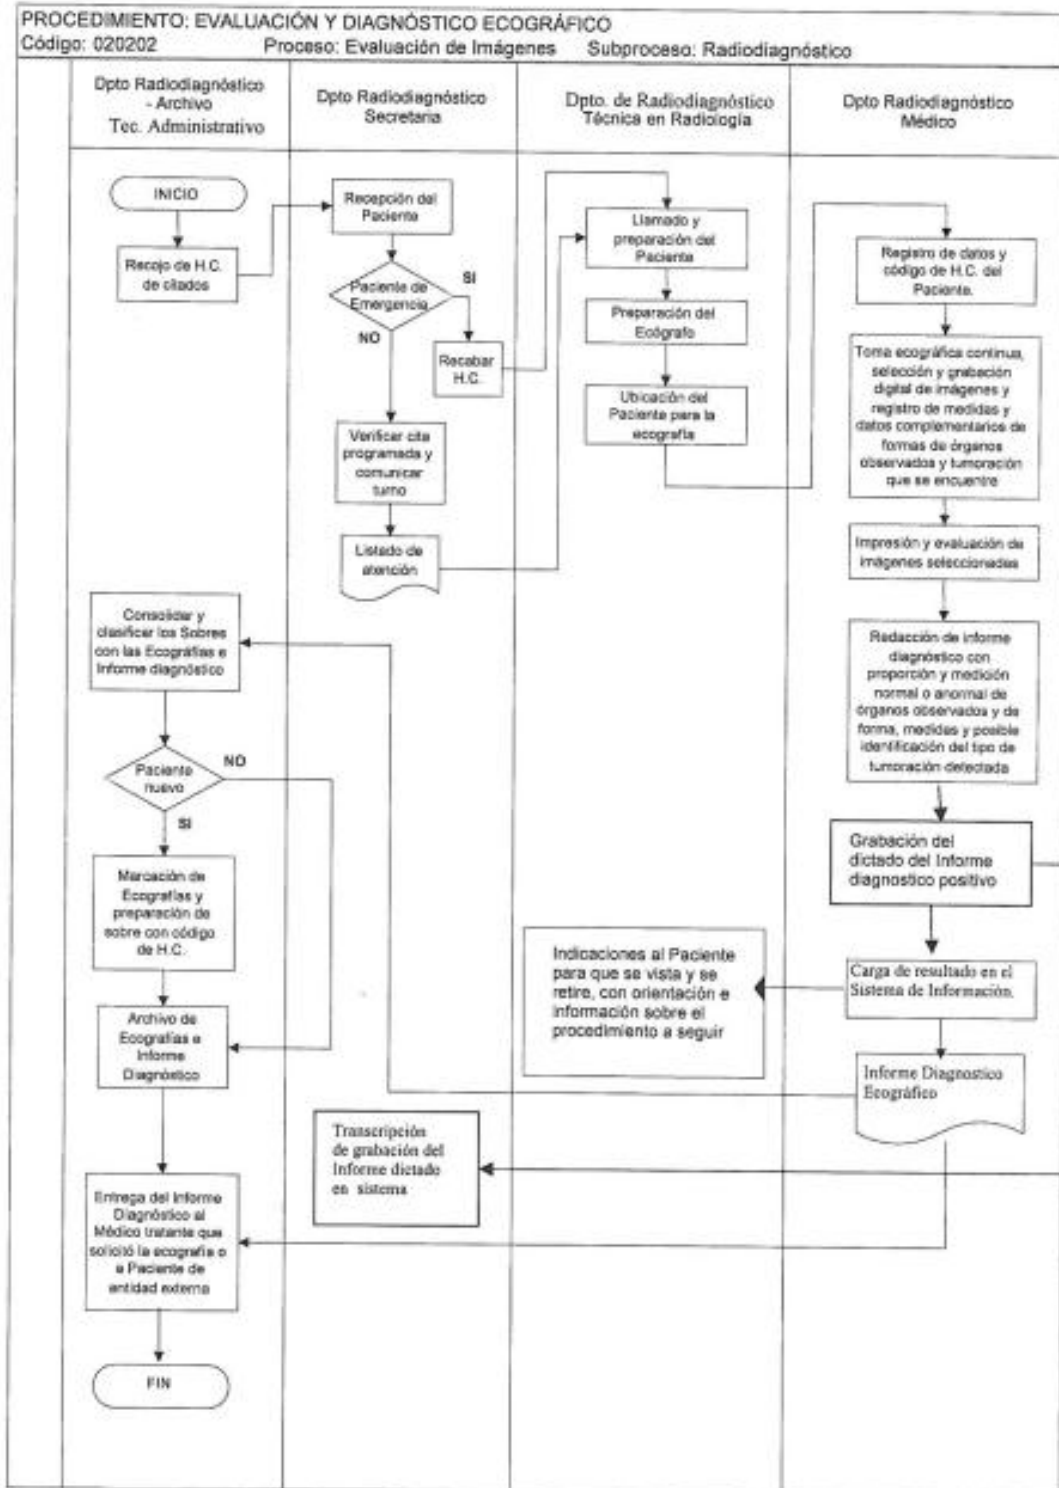 PROCEDIMIENTO: EVALUACIÓN Y DIAGNÓSTICO ECOGRÁFICO
Código: 020202 Proceso: Evaluación de Imágenes Subproceso: Radiodiagnóstico
Dpto Radiodiagnóstico
- Archivo
Tec. Administrativo
Dpto Radiodiagnóstico
Secretaria
Dpto. de Radiodiagnóstico
Técnica en Radiología
Dpto Radiodiagnóstico
Médico
INICIO
Recojo de H.C.
de citados
Recepción del
Paciente
Paciente de
Emergencia
SI
NO
Recabar
H.C.
Verificar cita
programada y
comunicar
turno
Listado de
atención
Llamado y
preparación del
Paciente
Preparación del
Ecógrafo
Ubicación del
Paciente para la
ecografía
Registro de datos y
código de H.C. del
Paciente.
Toma ecográfica continua,
selección y grabación
digital de imágenes y
registro de medidas y
datos complementarios de
formas de órganos
observados y tumoración
que se encuentre
Impresión y evaluación de
imágenes seleccionadas
Redacción de informe
diagnóstico con
proporción y medición
normal o anormal de
órganos observados y de
forma, medidas y posible
identificación del tipo de
tumoración detectada
Grabación del
dictado del Informe
diagnostico positivo
Carga de resultado en el
Sistema de Información.
Informe Diagnostico
Ecográfico
Indicaciones al Paciente
para que se vista y se
retire, con orientación e
información sobre el
procedimiento a seguir
Transcripción
de grabación del
Informe dictado
en sistema
Consolidar y
clasificar los Sobres
con las Ecografías e
Informe diagnóstico
Paciente
nuevo
NO
SI
Marcación de
Ecografías y
preparación de
sobre con código
de H.C.
Archivo de
Ecografías e
Informe
Diagnóstico
Entrega del Informe
Diagnóstico al
Médico tratante que
solicitó la ecografía o
a Paciente de
entidad externa
FIN